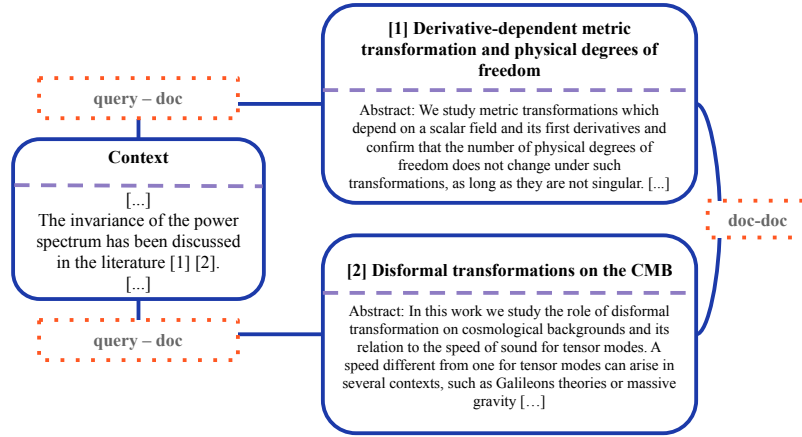 [1] Derivative-dependent metric
transformation and physical degrees of
freedom
Abstract: We study metric transformations which
depend on a scalar field and its first derivatives and
confirm that the number of physical degrees of
freedom does not change under such
transformations, as long as they are not singular. [...]
query – doc
Context
[...]
The invariance of the power
spectrum has been discussed
in the literature [1] [2].
[...]
query – doc
doc-doc
[2] Disformal transformations on the CMB
Abstract: In this work we study the role of disformal
transformation on cosmological backgrounds and its
relation to the speed of sound for tensor modes. A
speed different from one for tensor modes can arise in
several contexts, such as Galileons theories or massive
gravity […]